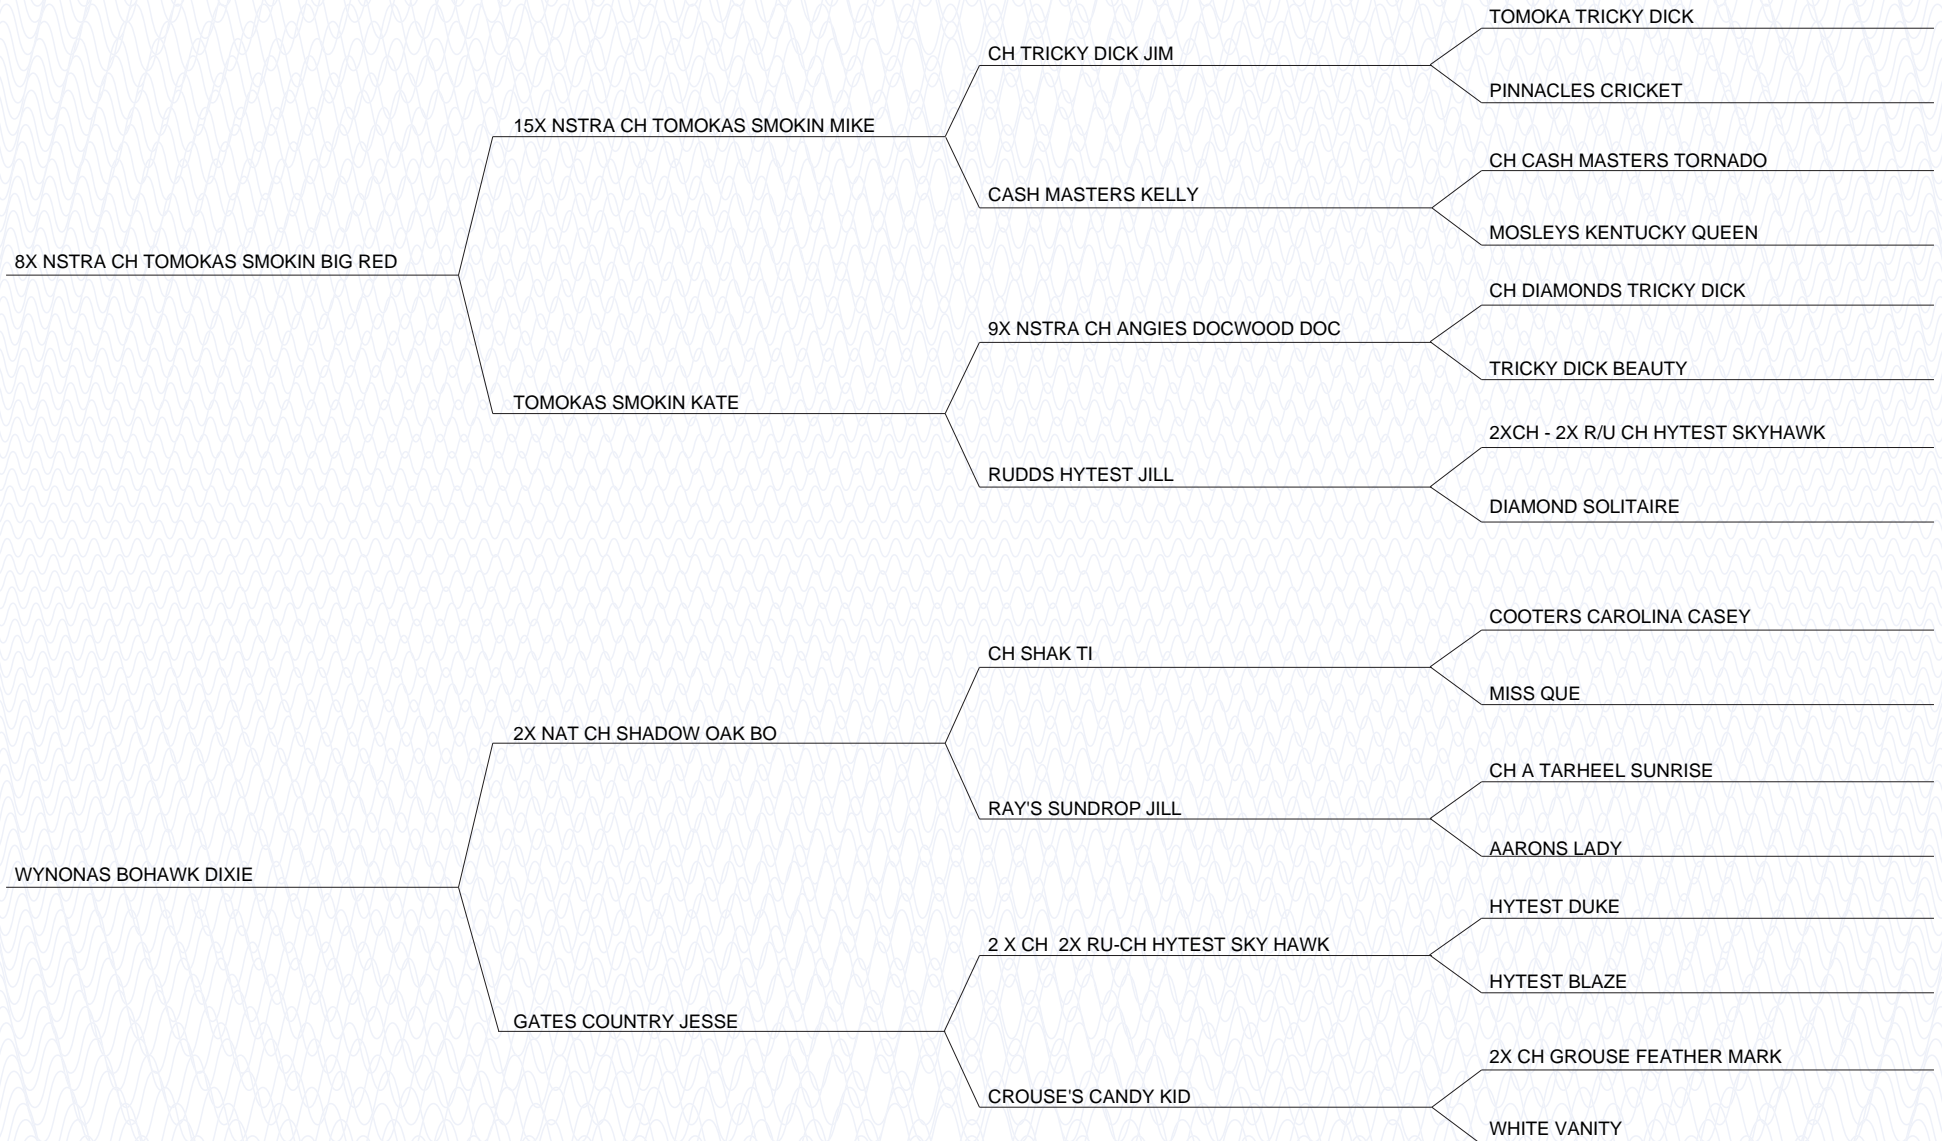 TOMOKA TRICKY DICK
CH TRICKY DICK JIM
PINNACLES CRICKET
15X NSTRA CH TOMOKAS SMOKIN MIKE
CH CASH MASTERS TORNADO
CASH MASTERS KELLY
MOSLEYS KENTUCKY QUEEN
8X NSTRA CH TOMOKAS SMOKIN BIG RED
CH DIAMONDS TRICKY DICK
9X NSTRA CH ANGIES DOCWOOD DOC
TRICKY DICK BEAUTY
TOMOKAS SMOKIN KATE
2XCH - 2X R/U CH HYTEST SKYHAWK
RUDDS HYTEST JILL
DIAMOND SOLITAIRE
COOTERS CAROLINA CASEY
CH SHAK TI
MISS QUE
2X NAT CH SHADOW OAK BO
CH A TARHEEL SUNRISE
RAY'S SUNDROP JILL
AARONS LADY
WYNONAS BOHAWK DIXIE
HYTEST DUKE
2 X CH  2X RU-CH HYTEST SKY HAWK
HYTEST BLAZE
GATES COUNTRY JESSE
2X CH GROUSE FEATHER MARK
CROUSE'S CANDY KID
WHITE VANITY